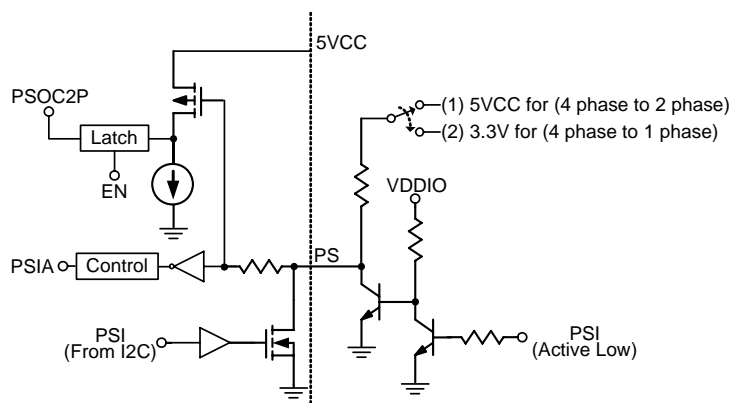 5VCC
PSOC2P
Latch
EN
(1) 5VCC for (4 phase to 2 phase)
(2) 3.3V for (4 phase to 1 phase)
VDDIO
PS
PSIA
Control
PSI
(From I2C)
PSI
(Active Low)